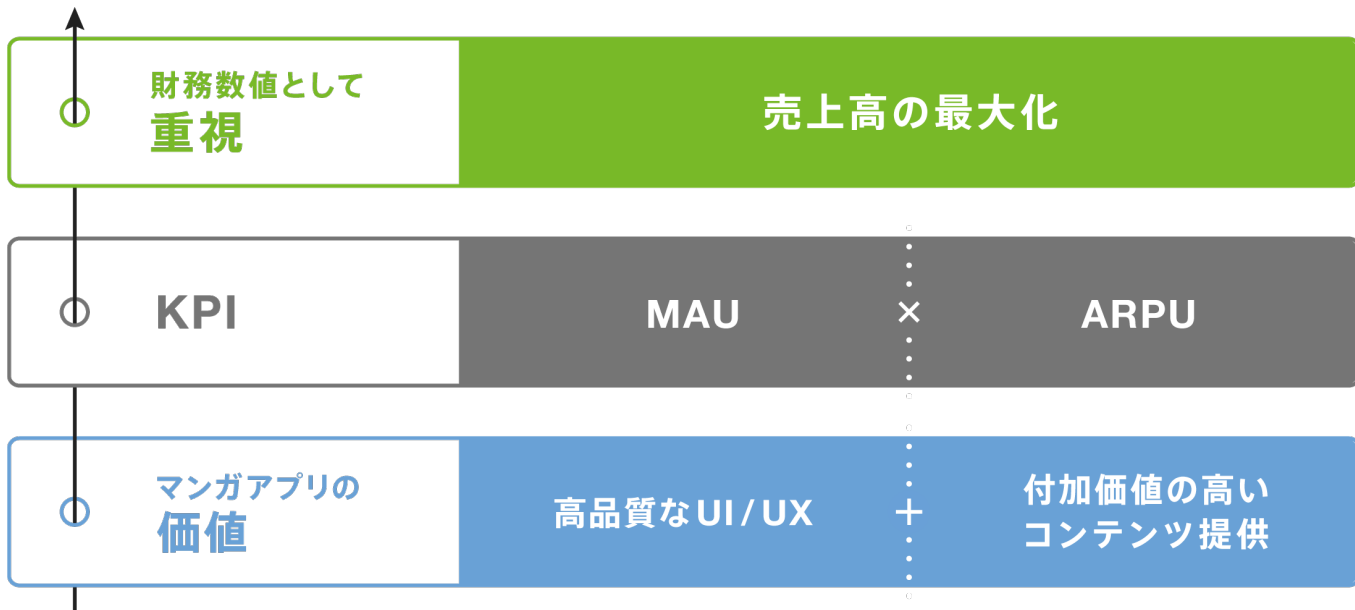 財務数値として
重視
売上高の最大化
KPI
MAU
×
ARPU
マンガアプリの
価値
高品質なUI/UX
+
付加価値の高い
コンテンツ提供